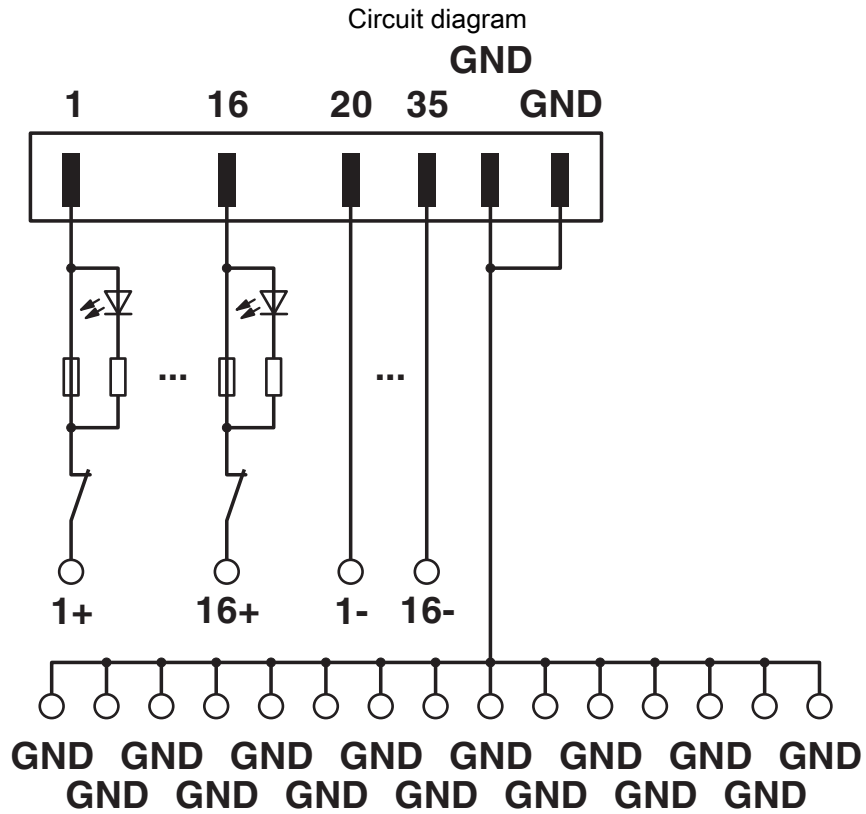 Circuit diagram
GND
1 16 20 35 GND
... ...
1+ 16+ 1- 16-
GND GND GND GND GND GND GND GND
GND GND GND GND GND GND GND